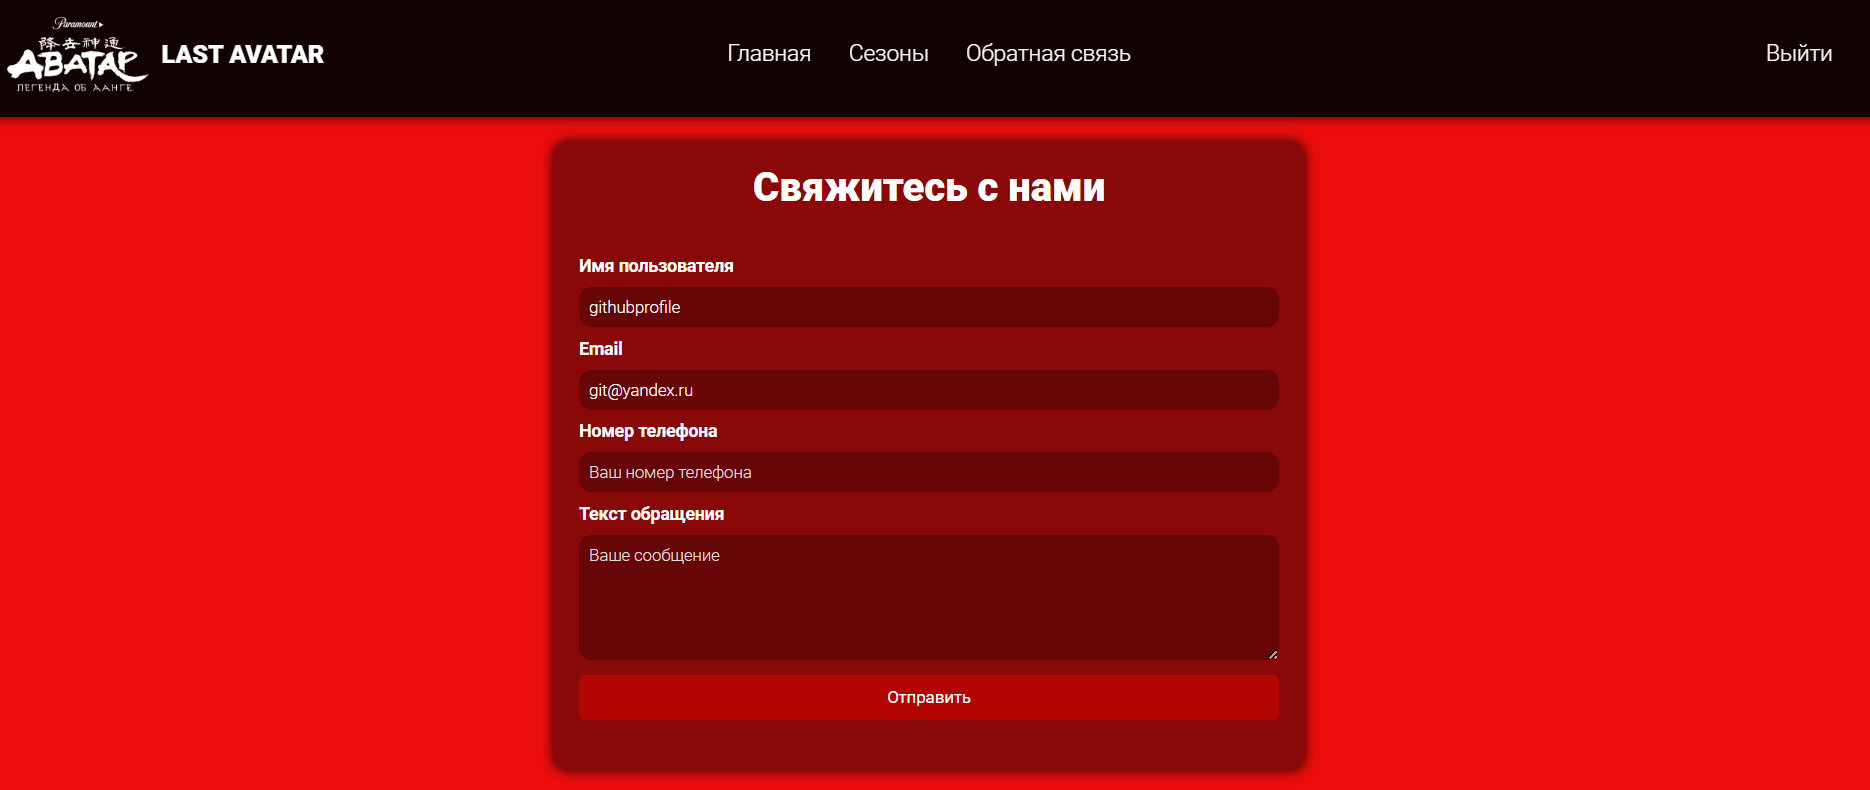 Paramount
降去神通
АВАТАР
ЛЕГЕНДА ОБ ААНГЕ
LAST AVATAR
Главная
Сезоны
Обратная связь
Выйти
Свяжитесь с нами
Имя пользователя
githubprofile
Email
git@yandex.ru
Номер телефона
Ваш номер телефона
Текст обращения
Ваше сообщение
Отправить